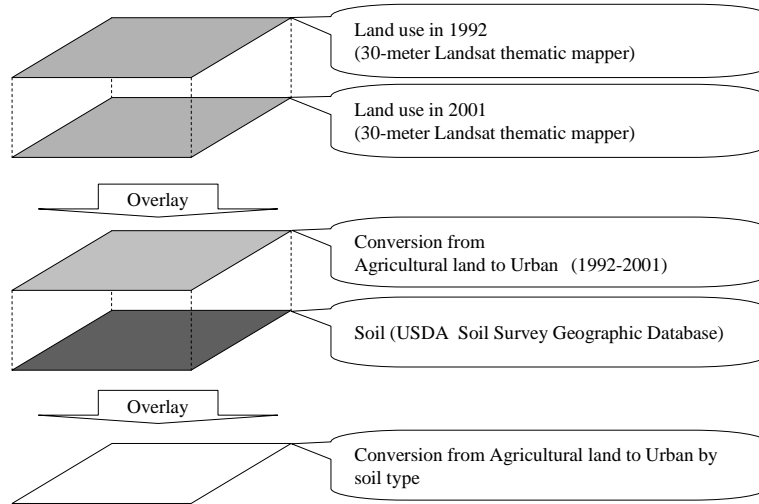 Land use in 1992
(30-meter Landsat thematic mapper)
Land use in 2001
(30-meter Landsat thematic mapper)
Overlay
Conversion from
Agricultural land to Urban (1992-2001)
Soil (USDA Soil Survey Geographic Database)
Overlay
Conversion from Agricultural land to Urban by
soil type